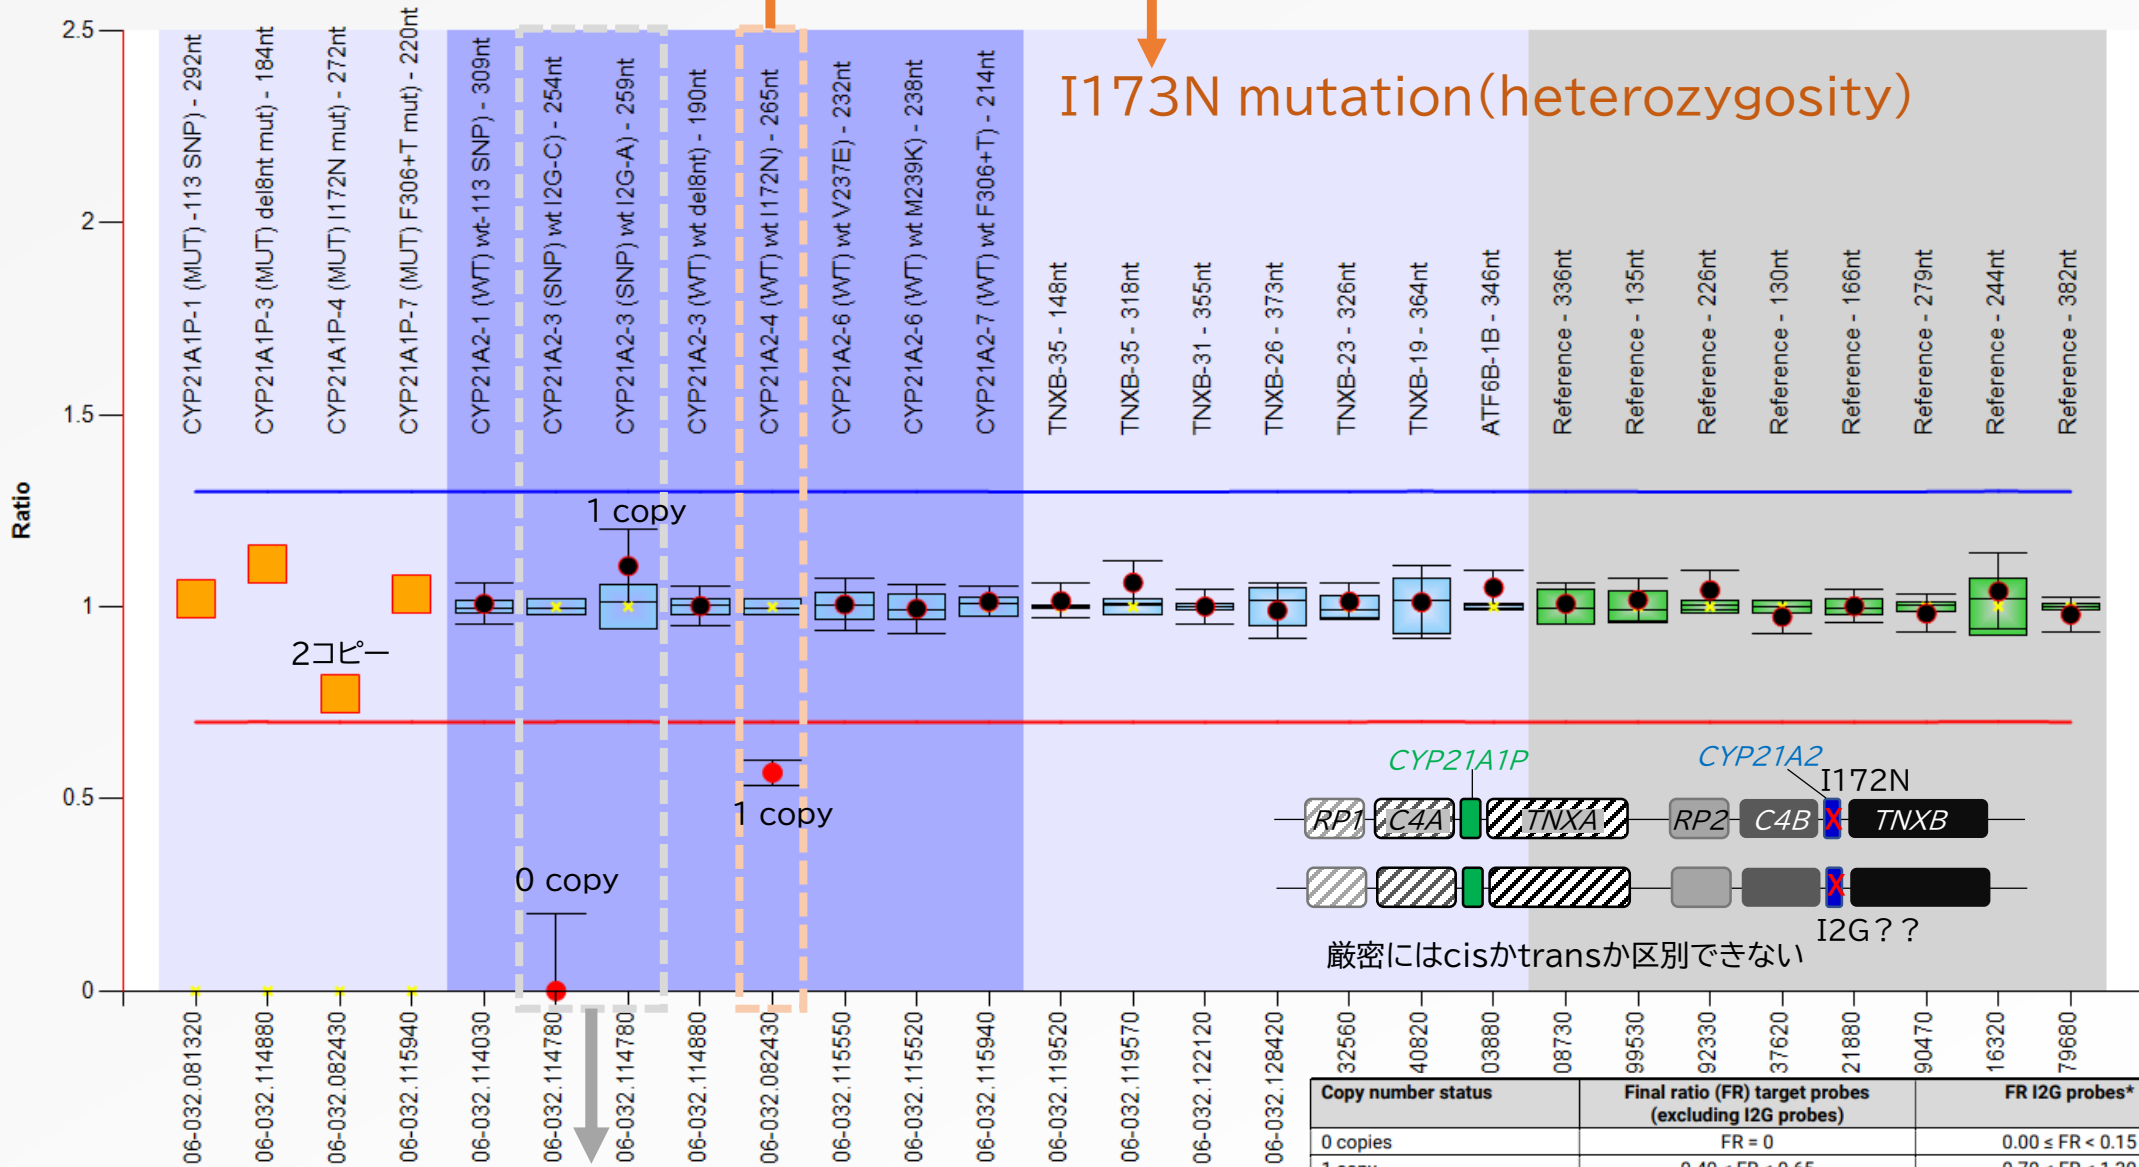 2.5
2
1.5
1
0.5
0
Ratio
CYP21A1P-1 (MUT) -113 SNP) - 292nt
CYP21A1P-3 (MUT) del8nt mut) - 184nt
CYP21A1P-4 (MUT) I172N mut) - 272nt
CYP21A1P-7 (MUT) F306+T mut) - 220nt
CYP21A2-1 (WT) wt-113 SNP) - 309nt
CYP21A2-3 (SNP) wt I2G-C) - 254nt
CYP21A2-3 (SNP) wt I2G-A) - 259nt
CYP21A2-3 (WT) wt del8nt) - 190nt
CYP21A2-4 (WT) wt I172N) - 265nt
CYP21A2-6 (WT) wt V237E) - 232nt
CYP21A2-6 (WT) wt M239K) - 238nt
CYP21A2-7 (WT) wt F306+T) - 214nt
TNXB-35 - 148nt
TNXB-35 - 318nt
TNXB-31 - 355nt
TNXB-26 - 373nt
TNXB-23 - 326nt
TNXB-19 - 364nt
ATF6B-1B - 346nt
Reference - 336nt
Reference - 135nt
Reference - 226nt
Reference - 130nt
Reference - 166nt
Reference - 279nt
Reference - 244nt
Reference - 382nt
I173N mutation(heterozygosity)
1 copy
2コピー
1 copy
0 copy
CYP21A1P
CYP21A2
I172N
RP1
C4A
TNXA
RP2
C4B
X
TNXB
X
I2G??
厳密にはcisかtransか区別できない
06-032.081320
06-032.114880
06-032.082430
06-032.115940
06-032.114030
06-032.114780
06-032.114780
06-032.114880
06-032.082430
06-032.115550
06-032.115520
06-032.115940
06-032.119520
06-032.119570
06-032.122120
06-032.128420
32560
40820
03880
08730
99530
92330
37620
21880
90470
16320
79680
Copy number status
Final ratio (FR) target probes
(excluding I2G probes)
FR I2G probes*
0 copies
FR = 0
0.00 ≤ FR < 0.15